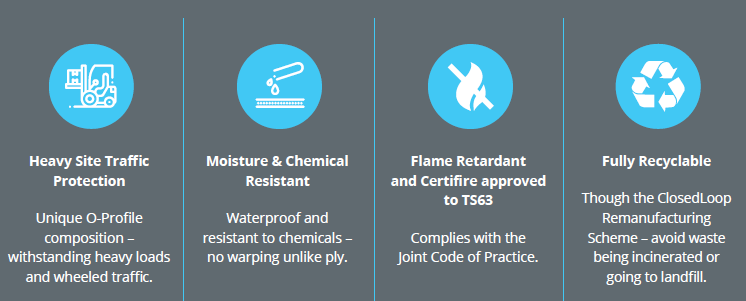 Heavy Site Traffic
Protection
Unique O-Profile
composition –
withstanding heavy loads
and wheeled traffic.
Moisture & Chemical
Resistant
Waterproof and
resistant to chemicals –
no warping unlike ply.
Flame Retardant
and Certifire approved
to TS63
Complies with the
Joint Code of Practice.
Fully Recyclable
Though the ClosedLoop
Remanufacturing
Scheme – avoid waste
being incinerated or
going to landfill.